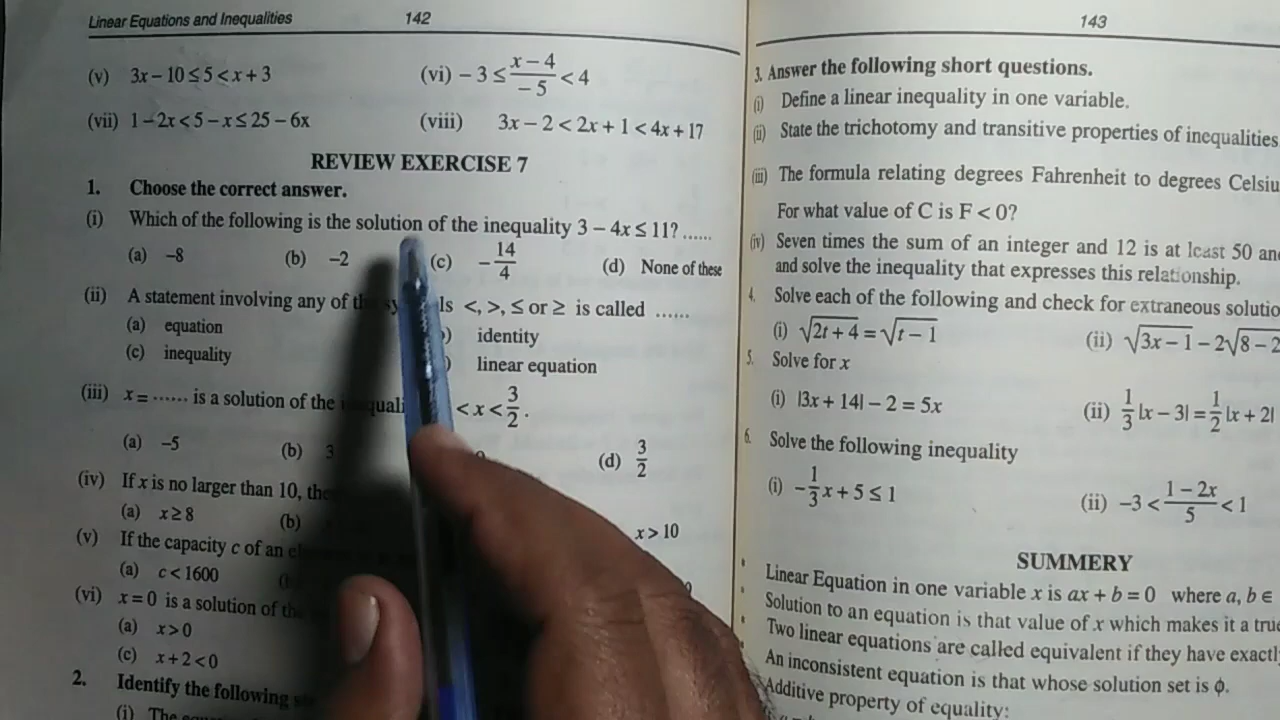 Linear Equations and Inequalities 142
(v) 3x – 10 ≤ 5 < x + 3 (vi) – 3 ≤ (x – 4)/(– 5) < 4
(vii) 1 – 2x < 5 – x ≤ 25 – 6x (viii) 3x – 2 < 2x + 1 < 4x + 17
REVIEW EXERCISE 7
1. Choose the correct answer.
(i) Which of the following is the solution of the inequality 3 – 4x ≤ 11? ......
(a) –8 (b) –2 (c) –14/4 (d) None of these
(ii) A statement involving any of the ls <, >, ≤ or ≥ is called ......
(a) equation ) identity
(c) inequality ) linear equation
(iii) x = ...... is a solution of the < x < 3/2.
(a) –5 (b) 3 (d) 3/2
(iv) If x is no larger than 10,
(a) x ≥ 8 (b) x > 10
(v) If the capacity c of an
(a) c < 1600
(vi) x = 0 is a solution of the
(a) x > 0
(c) x + 2 < 0
2. Identify the following
(i) The
143
3. Answer the following short questions.
(i) Define a linear inequality in one variable.
(ii) State the trichotomy and transitive properties of inequalities
(iii) The formula relating degrees Fahrenheit to degrees Celsiu
For what value of C is F < 0?
(iv) Seven times the sum of an integer and 12 is at least 50 an
and solve the inequality that expresses this relationship.
4. Solve each of the following and check for extraneous solutio
(i) √(2t + 4) = √(t – 1) (ii) √(3x – 1) – 2√(8 – 2
5. Solve for x
(i) |3x + 14| – 2 = 5x (ii) 1/3 |x – 3| = 1/2 |x + 2|
6. Solve the following inequality
(i) –1/3 x + 5 ≤ 1 (ii) –3 < (1 – 2x)/5 < 1
SUMMERY
Linear Equation in one variable x is ax + b = 0 where a, b ∈
Solution to an equation is that value of x which makes it a true
Two linear equations are called equivalent if they have exactly
An inconsistent equation is that whose solution set is ϕ.
Additive property of equality: